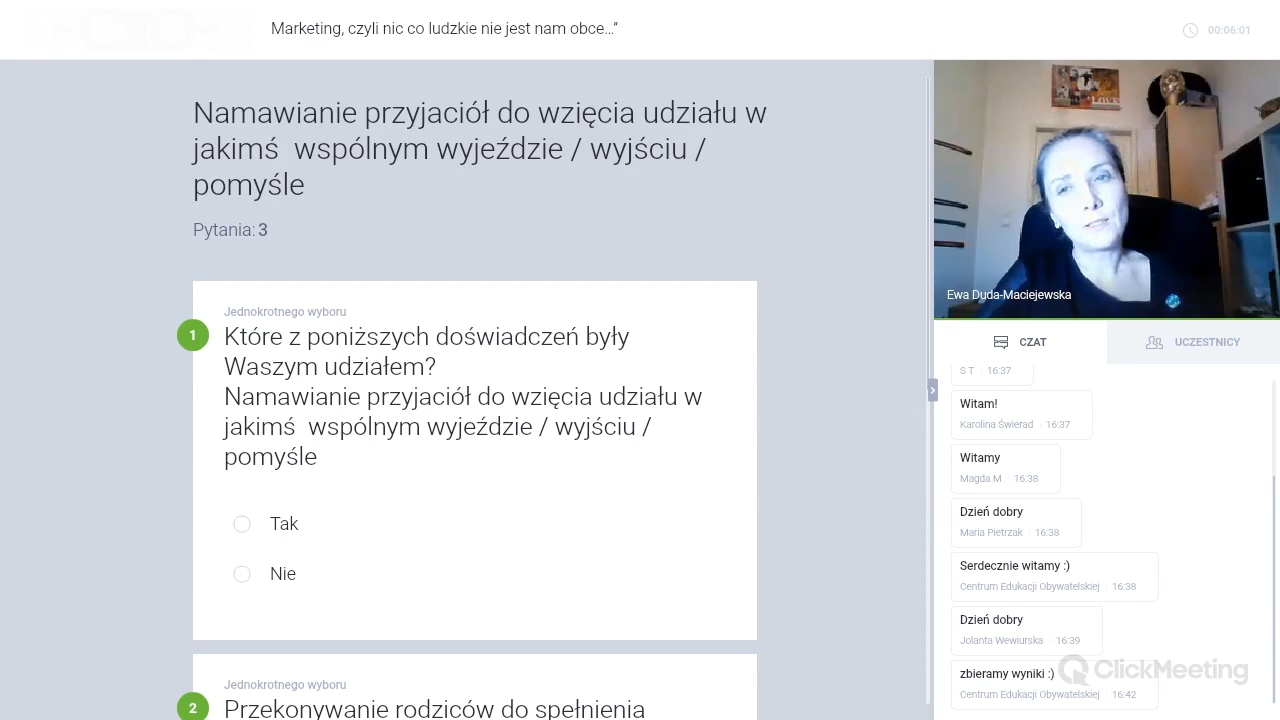 Marketing, czyli nic co ludzkie nie jest nam obce...”
00:06:01
Namawianie przyjaciół do wzięcia udziału w
jakimś  wspólnym wyjeździe / wyjściu /
pomyśle
Pytania: 3
Jednokrotnego wyboru
1
Które z poniższych doświadczeń były
Waszym udziałem?
Namawianie przyjaciół do wzięcia udziału w
jakimś  wspólnym wyjeździe / wyjściu /
pomyśle
Tak
Nie
Jednokrotnego wyboru
2
Przekonywanie rodziców do spełnienia
Ewa Duda-Maciejewska
CZAT
UCZESTNICY
S T 16:37
Witam!
Karolina Świerad 16:37
Witamy
Magda M 16:38
Dzień dobry
Maria Pietrzak 16:38
Serdecznie witamy :)
Centrum Edukacji Obywatelskiej 16:38
Dzień dobry
Jolanta Wewiurska 16:39
zbieramy wyniki :)
Centrum Edukacji Obywatelskiej 16:42
ClickMeeting